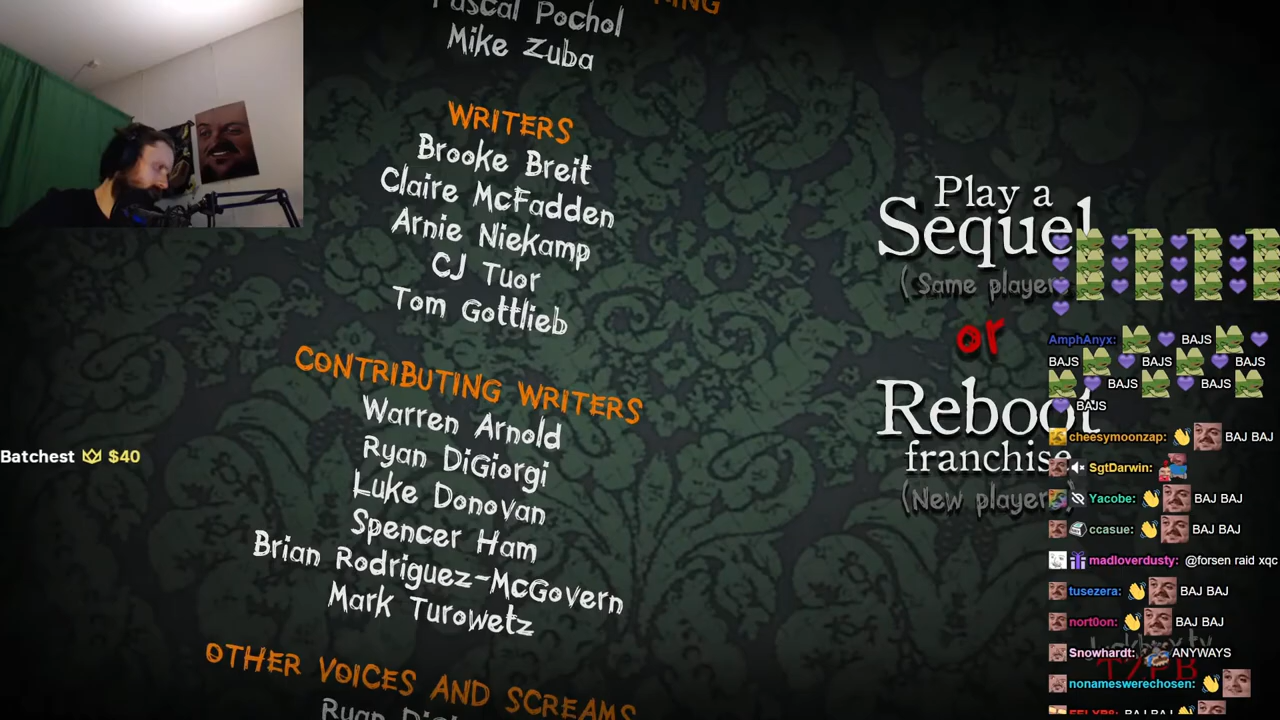 Pascal Pochol
Mike Zuba
WRITERS
Brooke Breit
Claire McFadden
Arnie Niekamp
CJ Tuor
Tom Gottlieb
CONTRIBUTING WRITERS
Warren Arnold
Ryan DiGiorgi
Luke Donovan
Spencer Ham
Brian Rodriguez-McGovern
Mark Turowetz
OTHER VOICES AND SCREAMS
Batchest $40
Play a
Sequel
(Same player
or
Reboot
franchise
(New player
AmphAnyx: BAJS
BAJS BAJS BAJS
BAJS BAJS
BAJS
cheesymoonzap: BAJ BAJ
SgtDarwin:
Yacobe: BAJ BAJ
ccasue: BAJ BAJ
madloverdusty: @forsen raid xqc
tusezera: BAJ BAJ
nort0on: BAJ BAJ
Snowhardt: ANYWAYS
nonameswerechosen: